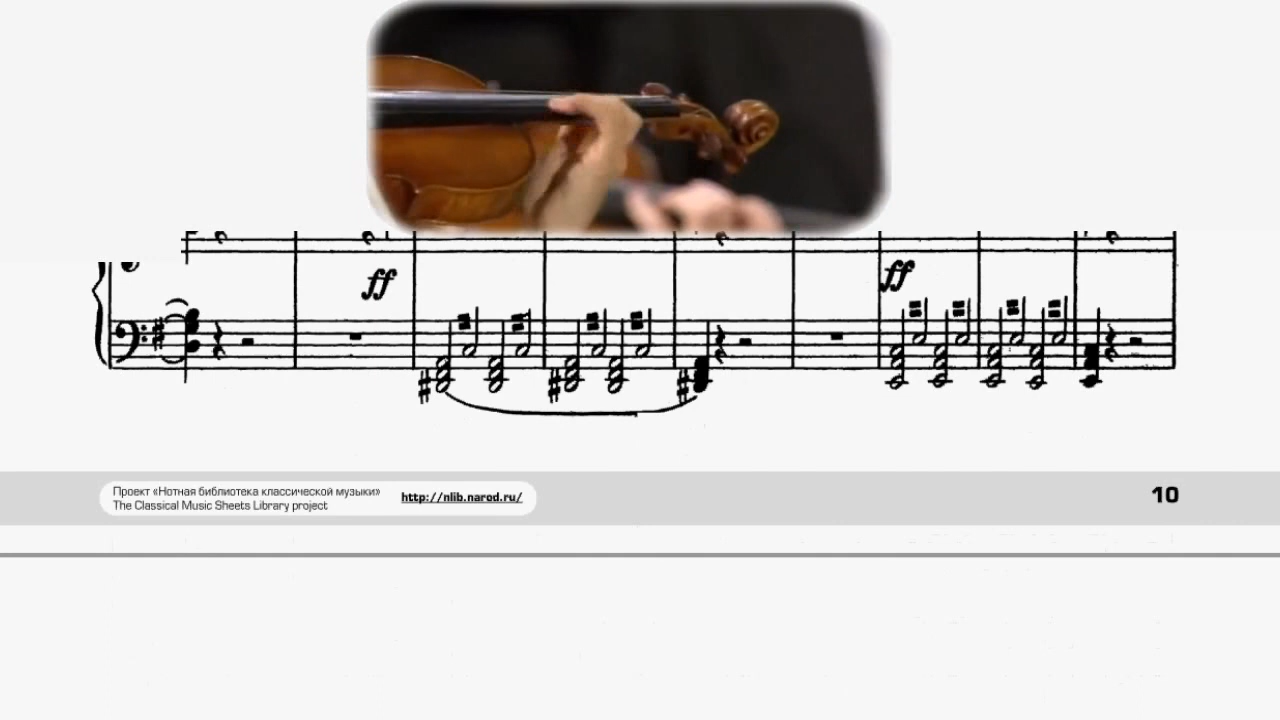 ff
ff
Проект «Нотная библиотека классической музыки»
The Classical Music Sheets Library project
http://nlib.narod.ru/
10